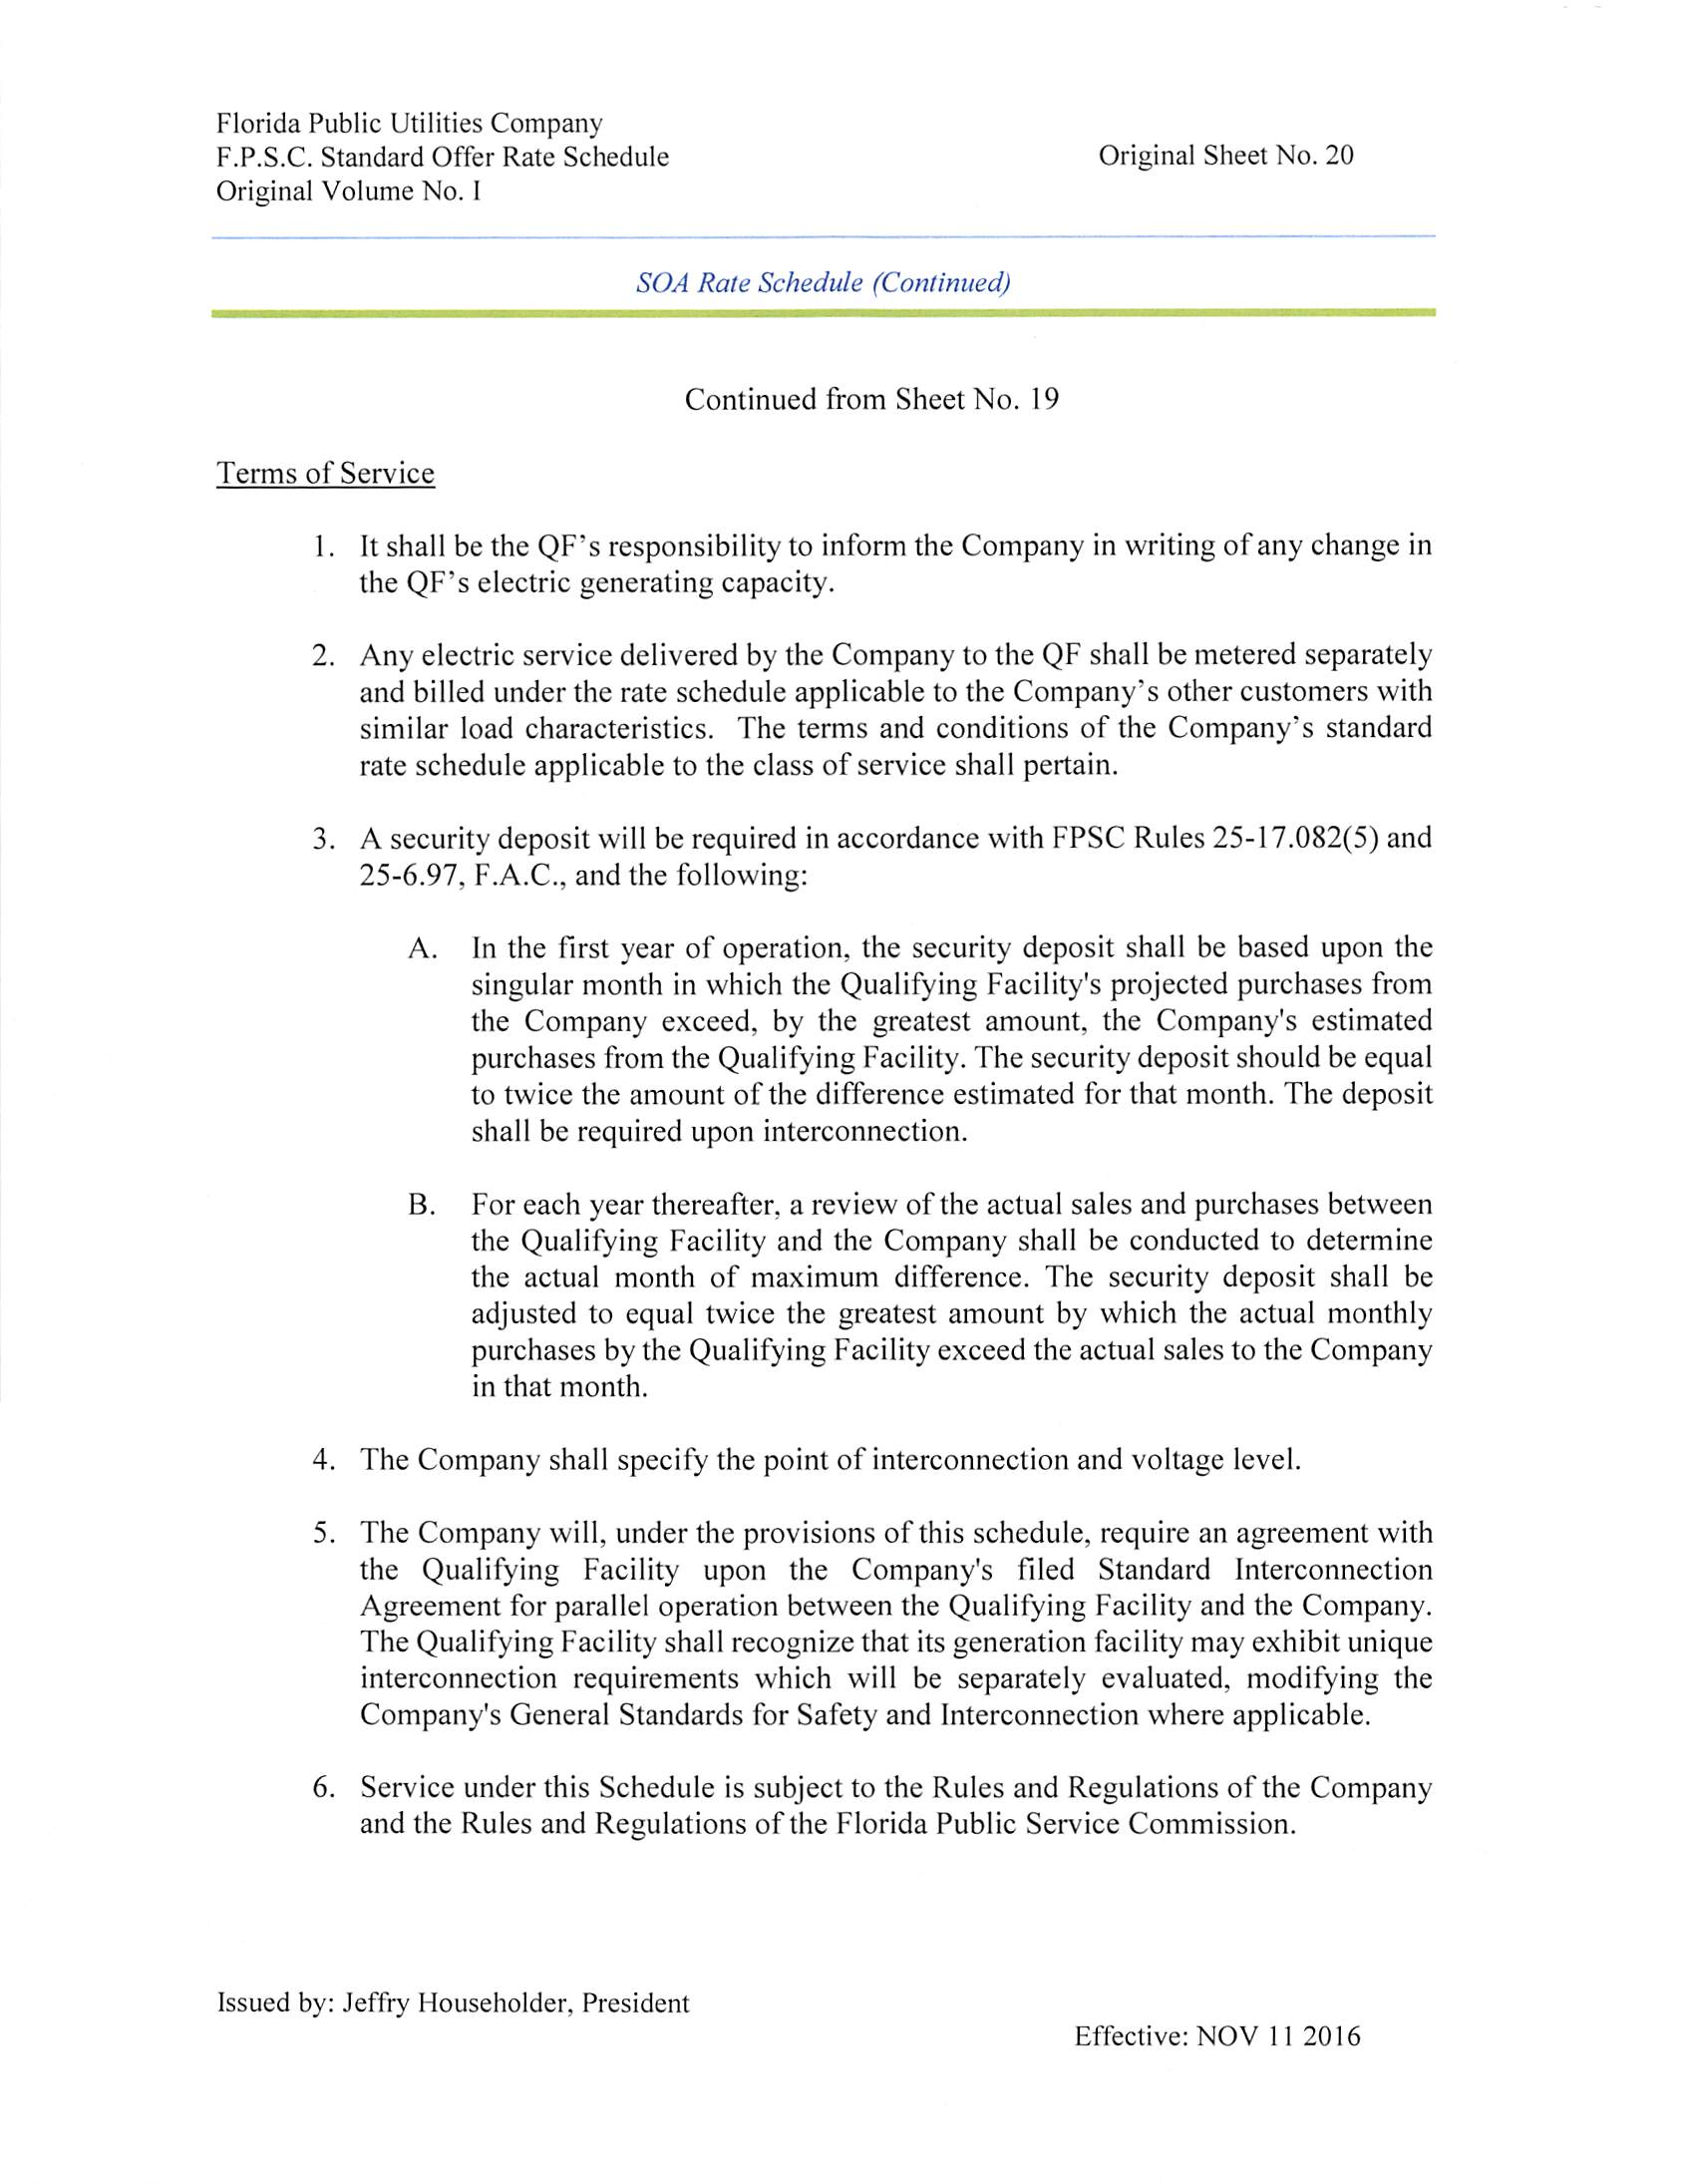 Florida Public Utilities Company
F.P.S.C. Standard Offer Rate Schedule
Original Sheet No. 20
Original Volume No. I
SOA Rate Schedule (Continued)
Continued from Sheet No. 19
Terms of Service
1. It shall be the QF’s responsibility to inform the Company in writing of any change in
the QF’s electric generating capacity.
2. Any electric service delivered by the Company to the QF shall be metered separately
and billed under the rate schedule applicable to the Company’s other customers with
similar load characteristics. The terms and conditions of the Company’s standard
rate schedule applicable to the class of service shall pertain.
3. A security deposit will be required in accordance with FPSC Rules 25-17.082(5) and
25-6.97, F.A.C., and the following:
A. In the first year of operation, the security deposit shall be based upon the
singular month in which the Qualifying Facility's projected purchases from
the Company exceed, by the greatest amount, the Company's estimated
purchases from the Qualifying Facility. The security deposit should be equal
to twice the amount of the difference estimated for that month. The deposit
shall be required upon interconnection.
B. For each year thereafter, a review of the actual sales and purchases between
the Qualifying Facility and the Company shall be conducted to determine
the actual month of maximum difference. The security deposit shall be
adjusted to equal twice the greatest amount by which the actual monthly
purchases by the Qualifying Facility exceed the actual sales to the Company
in that month.
4. The Company shall specify the point of interconnection and voltage level.
5. The Company will, under the provisions of this schedule, require an agreement with
the Qualifying Facility upon the Company's filed Standard Interconnection
Agreement for parallel operation between the Qualifying Facility and the Company.
The Qualifying Facility shall recognize that its generation facility may exhibit unique
interconnection requirements which will be separately evaluated, modifying the
Company's General Standards for Safety and Interconnection where applicable.
6. Service under this Schedule is subject to the Rules and Regulations of the Company
and the Rules and Regulations of the Florida Public Service Commission.
Issued by: Jeffry Householder, President
Effective: NOV 11 2016